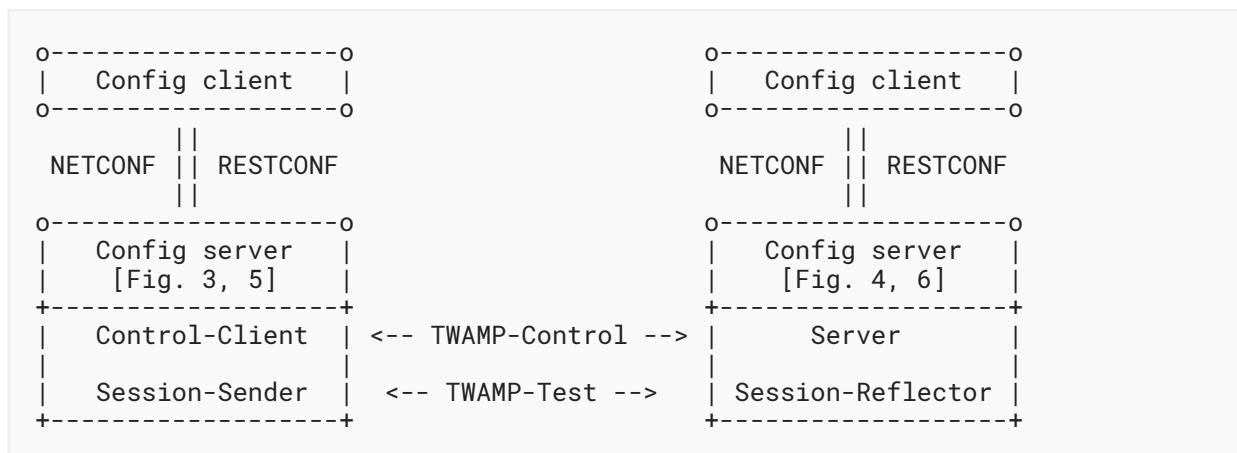 o-------------------o                       o-------------------o
|   Config client   |                       |   Config client   |
o-------------------o                       o-------------------o
         ||                                          ||
 NETCONF || RESTCONF                         NETCONF || RESTCONF
         ||                                          ||
o-------------------o                       o-------------------o
|   Config server   |                       |   Config server   |
|    [Fig. 3, 5]    |                       |    [Fig. 4, 6]    |
+-------------------+                       +-------------------+
|   Control-Client  | <-- TWAMP-Control --> |      Server       |
|                   |                       |                   |
|   Session-Sender  |  <-- TWAMP-Test -->   | Session-Reflector |
+-------------------+                       +-------------------+